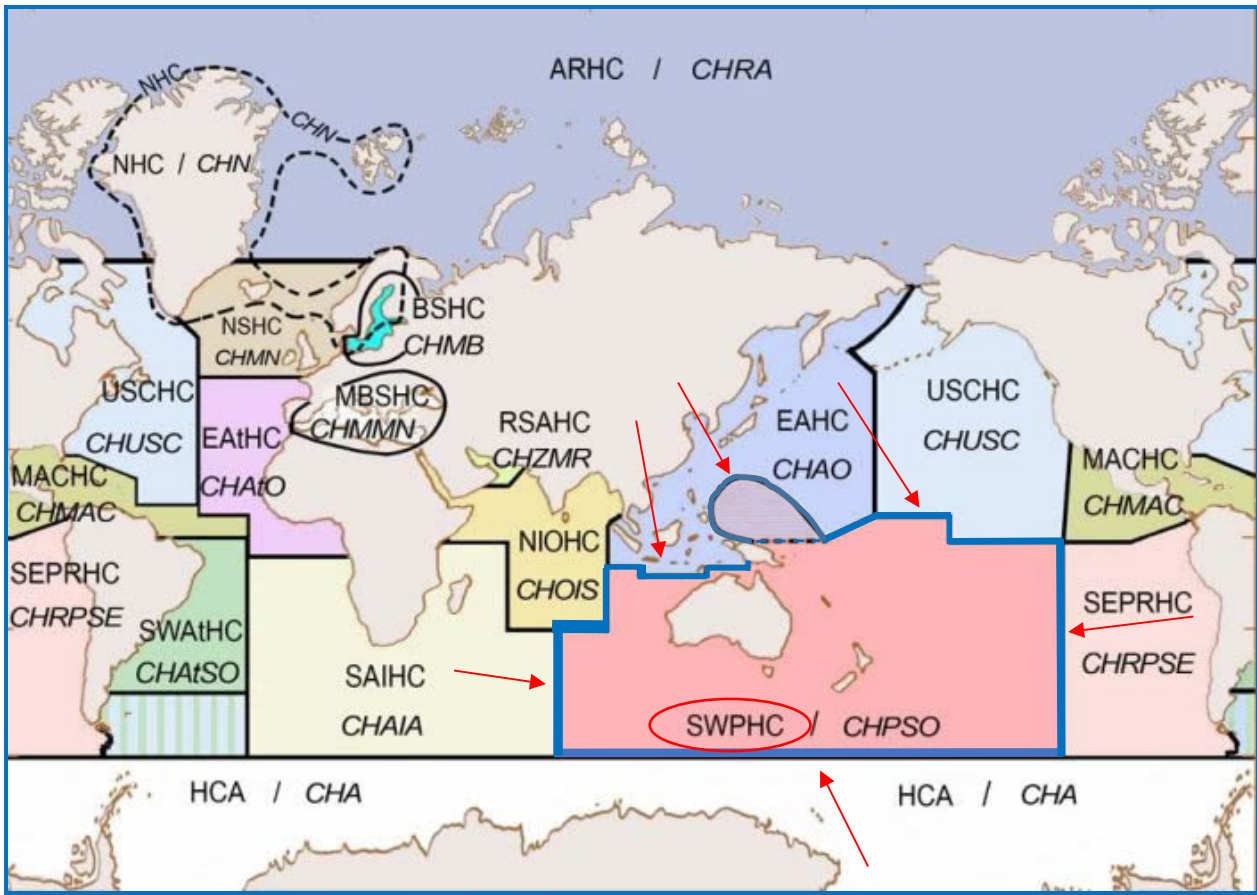 ARHC / CHRA
NHC
CHN
NHC / CHN
BSHC
CHMB
NSHC
CHMN
USCHC
CHUSC
MBSHC
CHMMN
EAtHC
CHAtO
RSAHC
CHZMR
EAHC
CHAO
USCHC
CHUSC
MACHC
CHMAC
MACHC
CHMAC
NIOHC
CHOIS
SEPRHC
CHRPSE
SWAtHC
CHAtSO
SAIHC
CHAIA
SEPRHC
CHRPSE
SWPHC / CHPSO
HCA / CHA
HCA / CHA